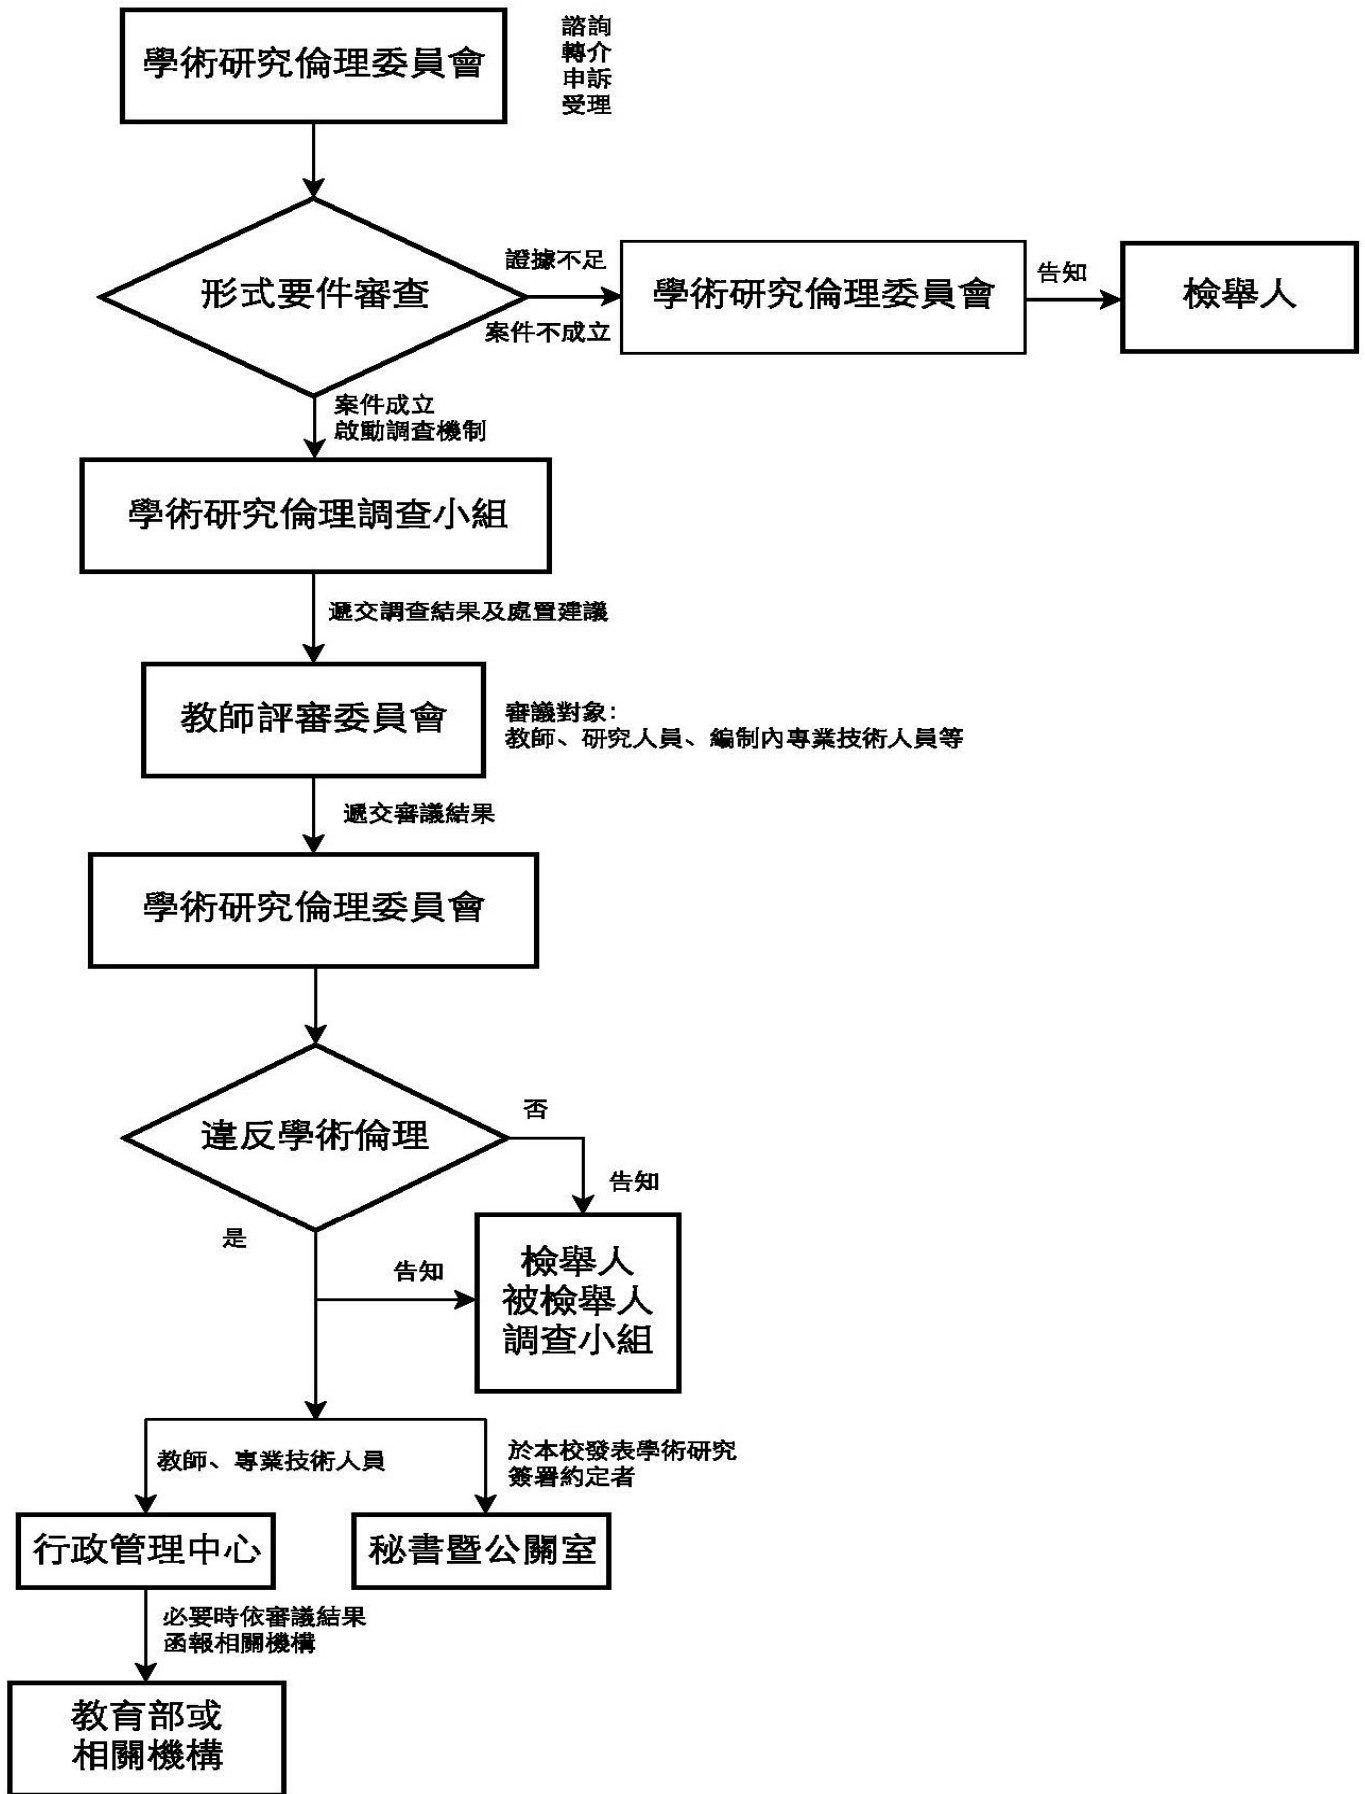 學術研究倫理委員會
諮詢
轉介
申訴
受理
形式要件審查
證據不足
案件不成立
學術研究倫理委員會
告知
檢舉人
案件成立
啟動調查機制
學術研究倫理調查小組
遞交調查結果及處置建議
教師評審委員會
審議對象：
教師、研究人員、編制內專業技術人員等
遞交審議結果
學術研究倫理委員會
違反學術倫理
否
告知
是
告知
檢舉人
被檢舉人
調查小組
教師、專業技術人員
於本校發表學術研究
簽署約定者
行政管理中心
秘書暨公關室
必要時依審議結果
函報相關機構
教育部或
相關機構